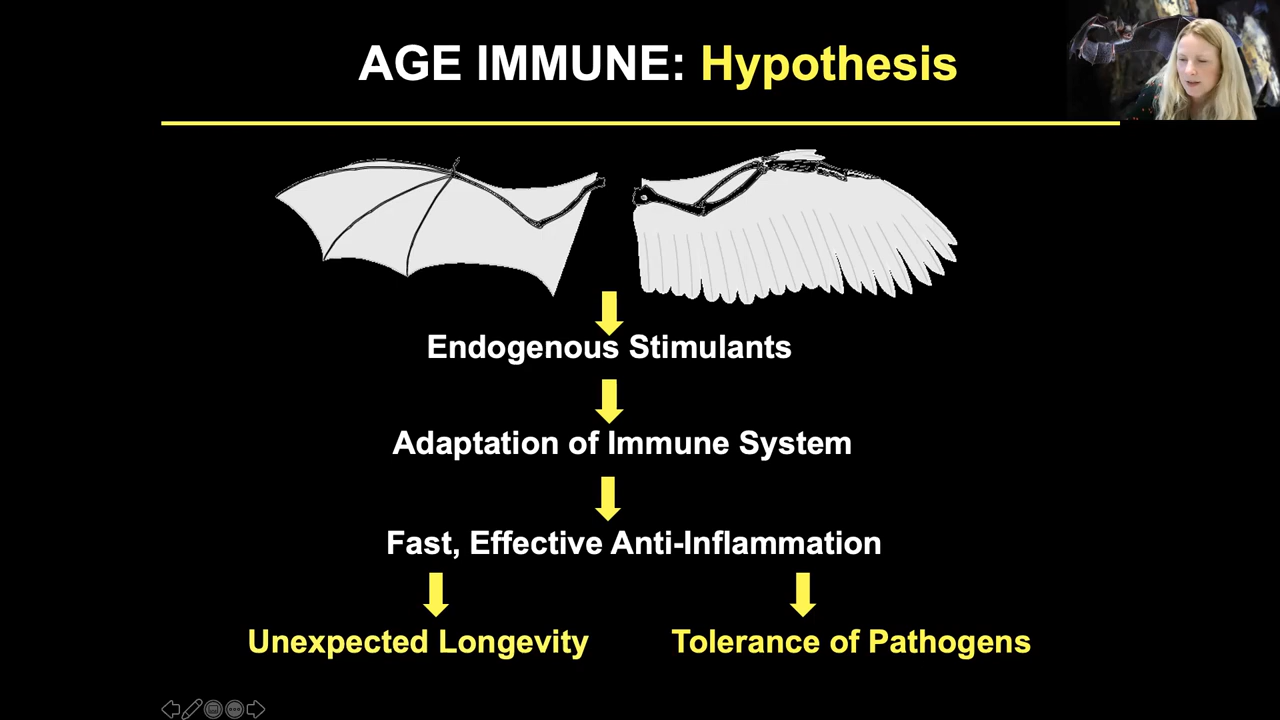 AGE IMMUNE: Hypothesis
Endogenous Stimulants
Adaptation of Immune System
Fast, Effective Anti-Inflammation
Unexpected Longevity
Tolerance of Pathogens